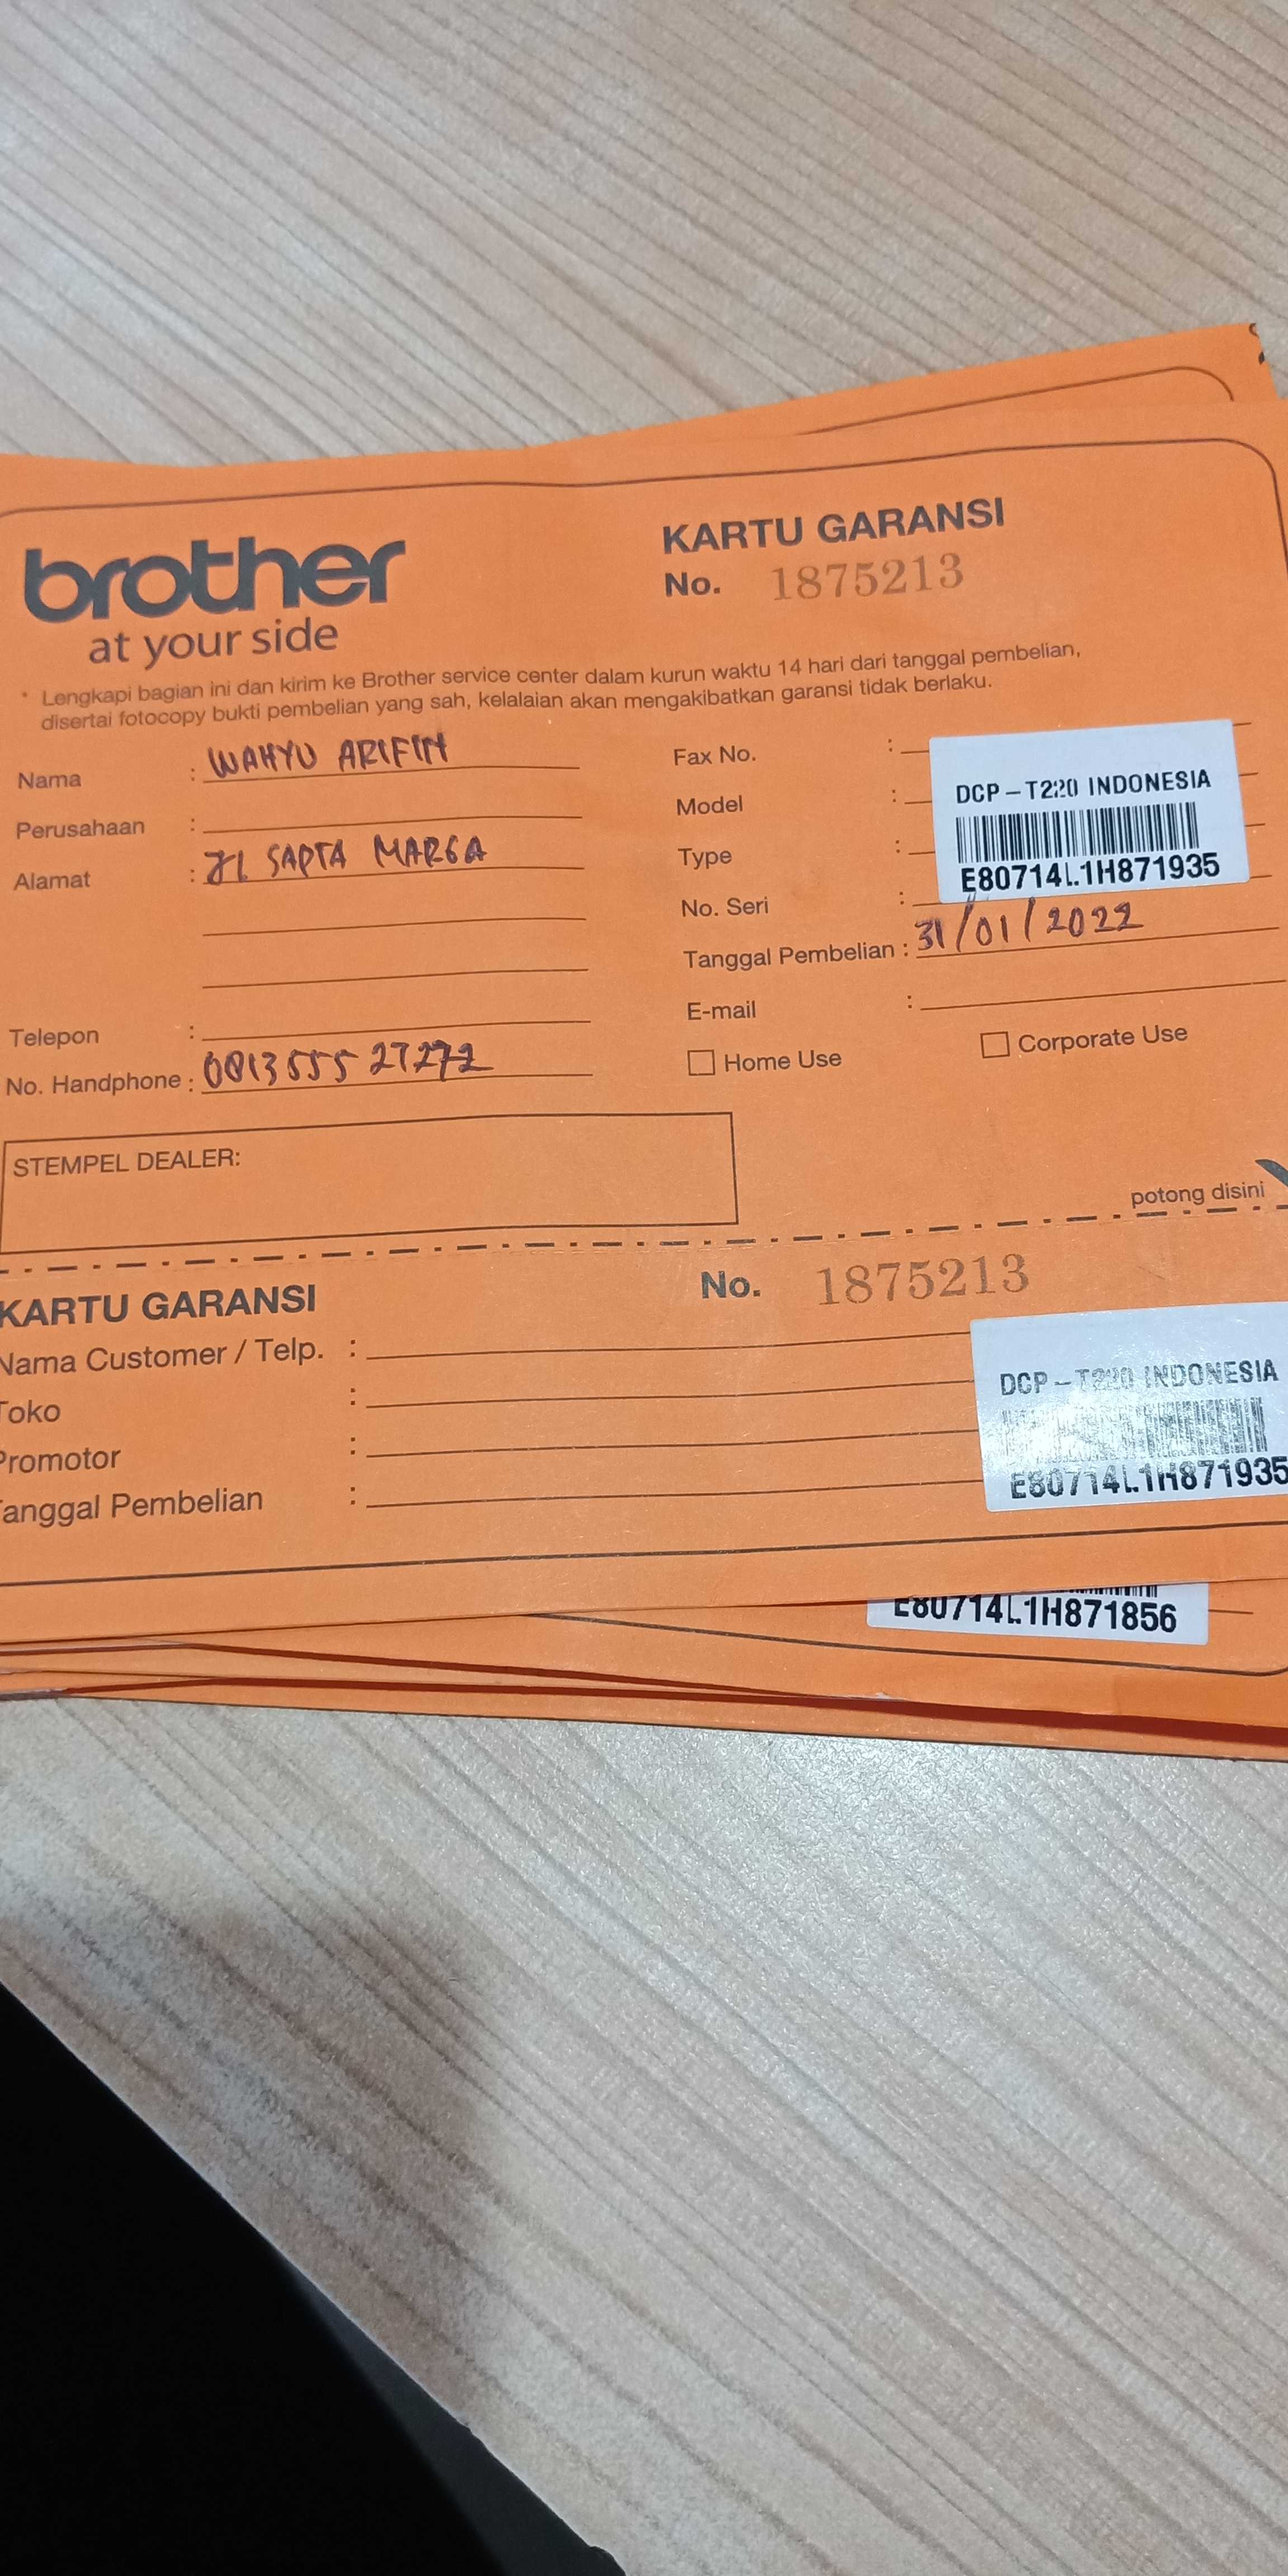 brother
at your side
KARTU GARANSI
No. 1875213
* Lengkapi bagian ini dan kirim ke Brother service center dalam kurun waktu 14 hari dari tanggal pembelian,
disertai fotocopy bukti pembelian yang sah, kelalaian akan mengakibatkan garansi tidak berlaku.
Nama : WAHYU ARIFIN
Perusahaan :
Alamat : Jl SAPTA MARGA
Telepon :
No. Handphone : 0813555 27272
Fax No. :
Model :
Type :
No. Seri :
DCP-T220 INDONESIA
E80714L1H871935
Tanggal Pembelian : 31/01/2022
E-mail :
Home Use
Corporate Use
STEMPEL DEALER:
potong disini
KARTU GARANSI
No. 1875213
Nama Customer / Telp. :
Toko :
Promotor :
Tanggal Pembelian :
DCP-T220 INDONESIA
E80714L1H871935
E80714L1H871856